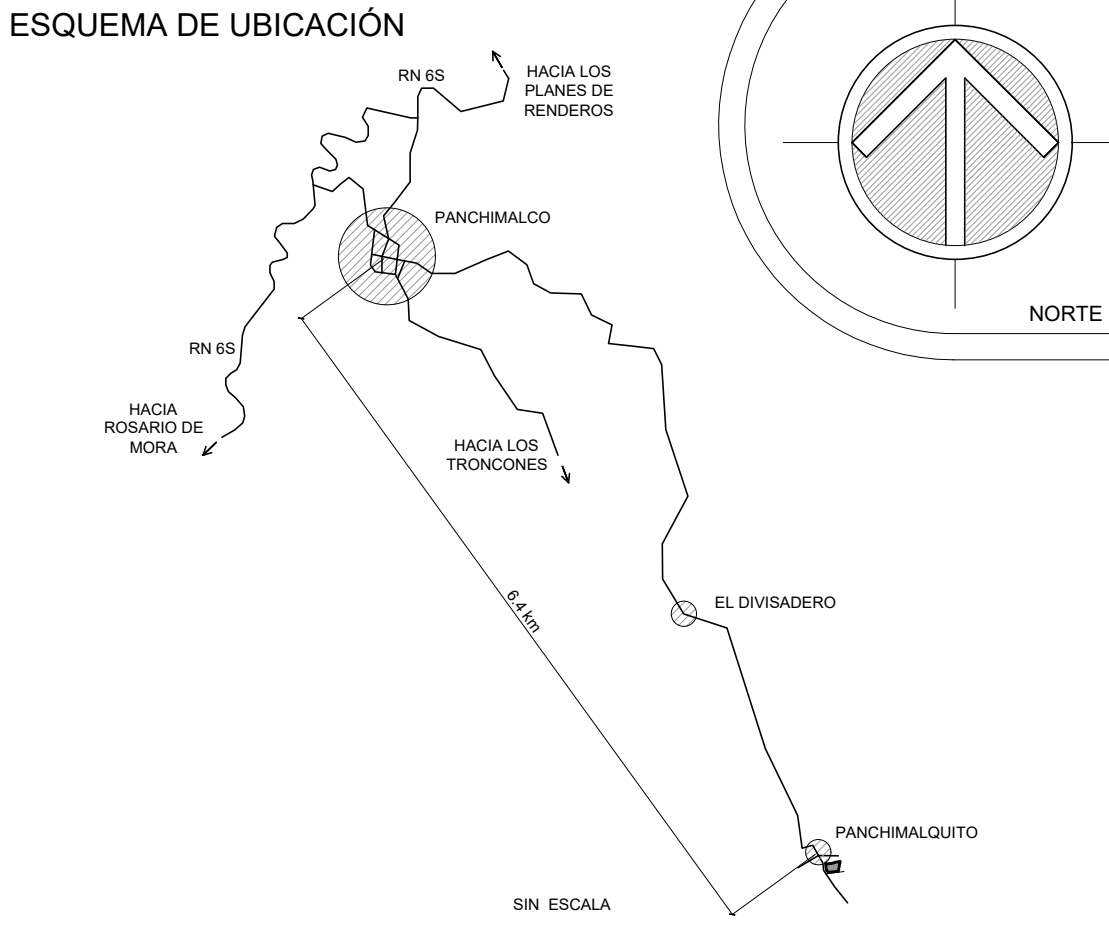 ESQUEMA DE UBICACIÓN
RN 6S
HACIA LOS
PLANES DE
RENDEROS
PANCHIMALCO
NORTE
RN 6S
HACIA
ROSARIO DE
MORA
HACIA LOS
TRONCONES
6.4 km
EL DIVISADERO
PANCHIMALQUITO
SIN ESCALA